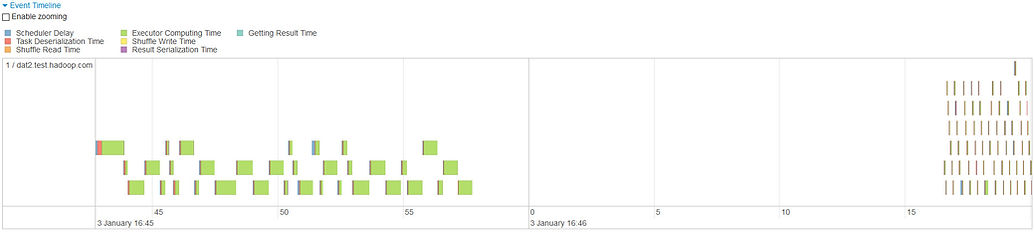 Event Timeline
Enable zooming
Scheduler Delay Executor Computing Time Getting Result Time
Task Deserialization Time Shuffle Write Time
Shuffle Read Time Result Serialization Time
1 / dat2.test.hadoop.com
45 50 55 0 5 10 15
3 January 16:45 3 January 16:46